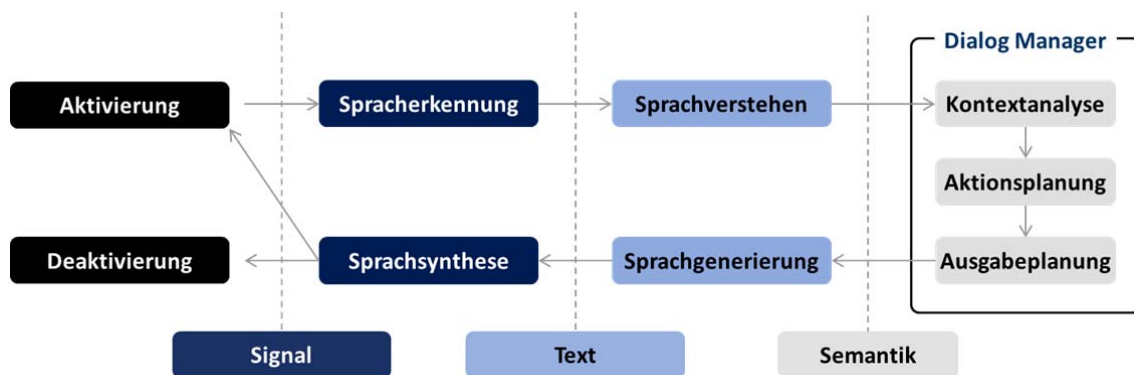 Dialog Manager
Aktivierung
Spracherkennung
Sprachverstehen
Kontextanalyse
Aktionsplanung
Deaktivierung
Sprachsynthese
Sprachgenerierung
Ausgabeplanung
Signal
Text
Semantik